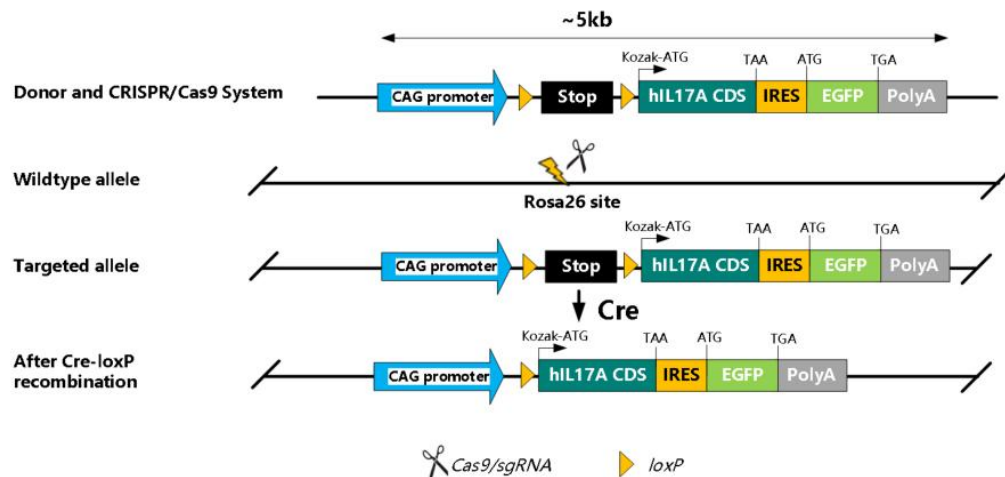 ~5kb
Kozak-ATG TAA ATG TGA
Donor and CRISPR/Cas9 System CAG promoter Stop hIL17A CDS IRES EGFP PolyA
Wildtype allele
Rosa26 site
Kozak-ATG TAA ATG TGA
Targeted allele CAG promoter Stop hIL17A CDS IRES EGFP PolyA
Cre
Kozak-ATG TAA ATG TGA
After Cre-loxP
recombination CAG promoter hIL17A CDS IRES EGFP PolyA
Cas9/sgRNA loxP